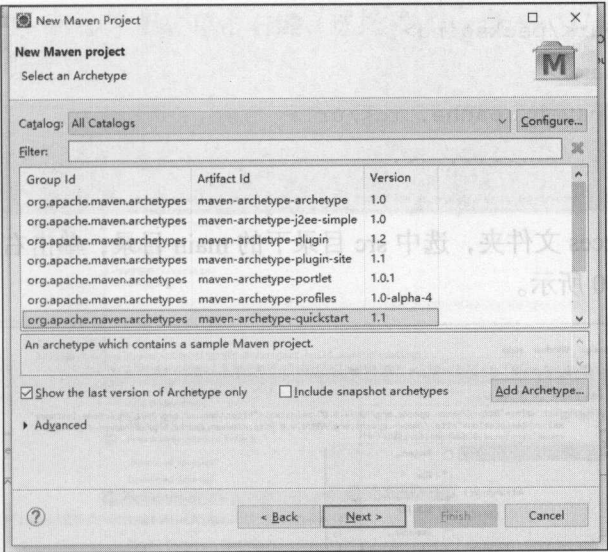 New Maven Project
New Maven project
Select an Archetype
M
Catalog: All Catalogs Configure...
Filter:
Group Id Artifact Id Version
org.apache.maven.archetypes maven-archetype-archetype 1.0
org.apache.maven.archetypes maven-archetype-j2ee-simple 1.0
org.apache.maven.archetypes maven-archetype-plugin 1.2
org.apache.maven.archetypes maven-archetype-plugin-site 1.1
org.apache.maven.archetypes maven-archetype-portlet 1.0.1
org.apache.maven.archetypes maven-archetype-profiles 1.0-alpha-4
org.apache.maven.archetypes maven-archetype-quickstart 1.1
An archetype which contains a sample Maven project.
Show the last version of Archetype only Include snapshot archetypes Add Archetype...
Advanced
? < Back Next > Finish Cancel